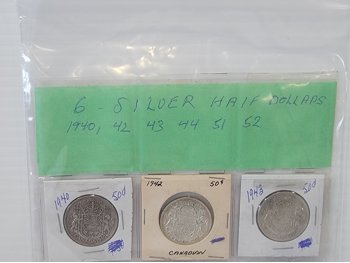 6 - SILVER HALF DOLLARS
1940, 42 43 44 51 52
1940 50¢
1942 50¢
CANADIAN
1943 50¢